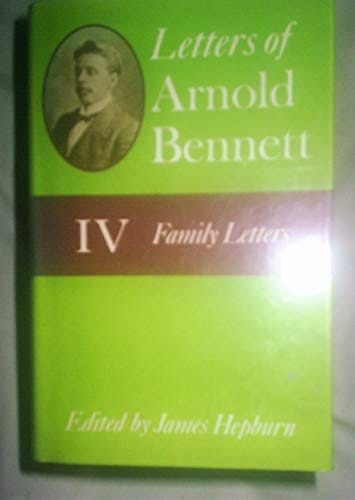 Letters of
Arnold
Bennett
IV Family Letters
Edited by James Hepburn